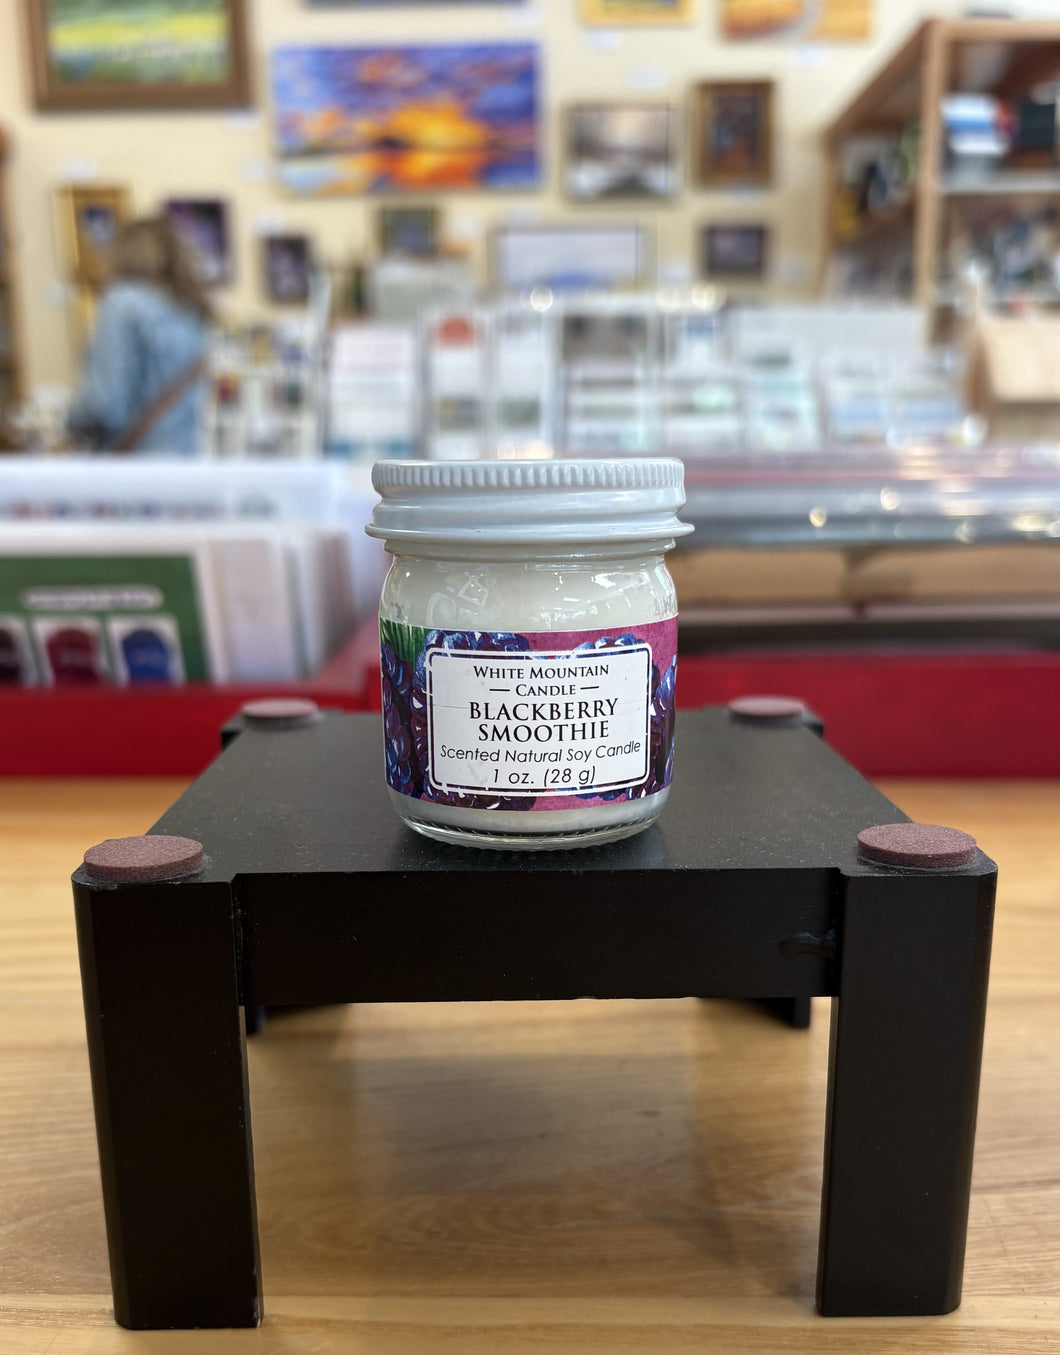 WHITE MOUNTAIN
— CANDLE —
BLACKBERRY
SMOOTHIE
Scented Natural Soy Candle
1 oz. (28 g)